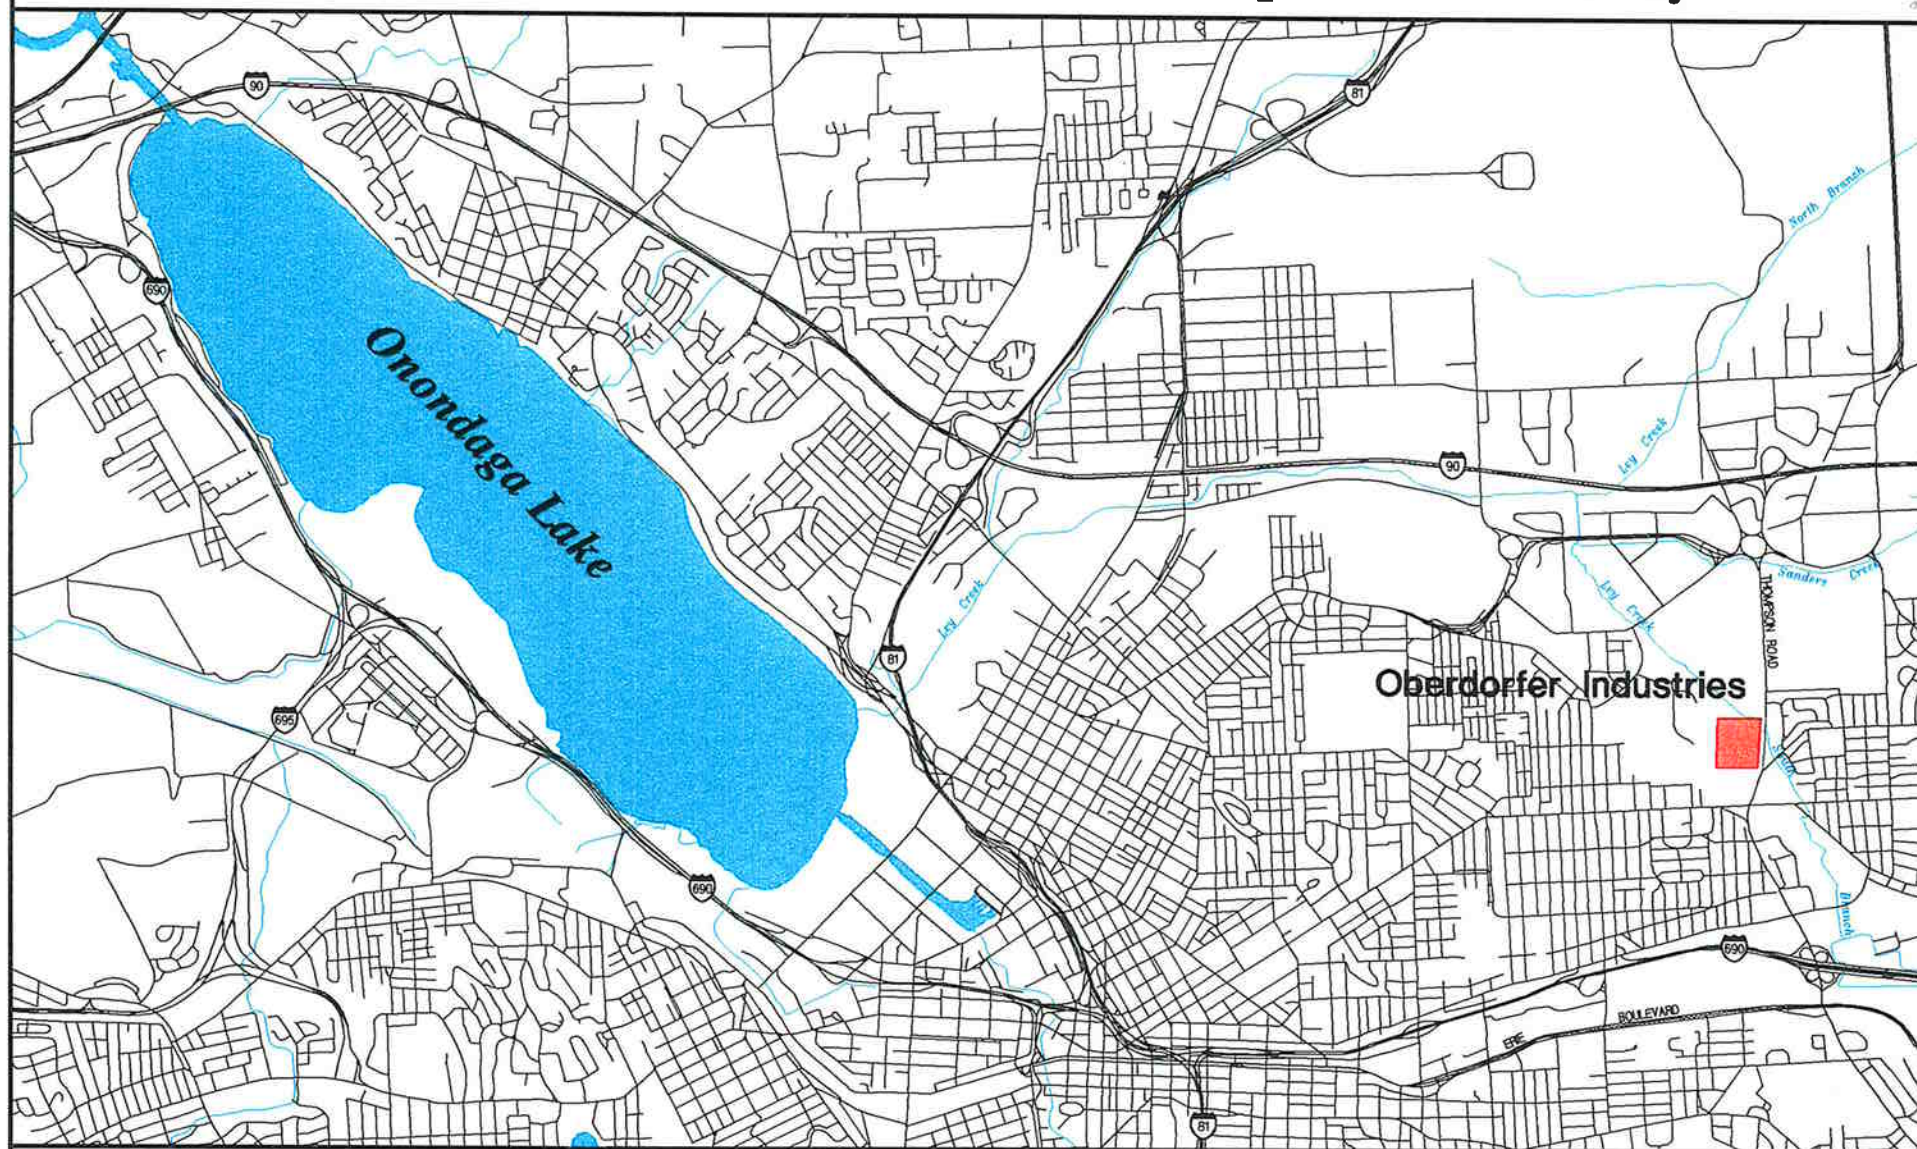 90
81
North Branch
690
Onondaga Lake
Ley Creek
90
Sanders Creek
Ley Creek
THOMPSON ROAD
Ley Creek
81
Oberdorfer Industries
695
South
690
Branch
690
BOULEVARD
ERIE
81